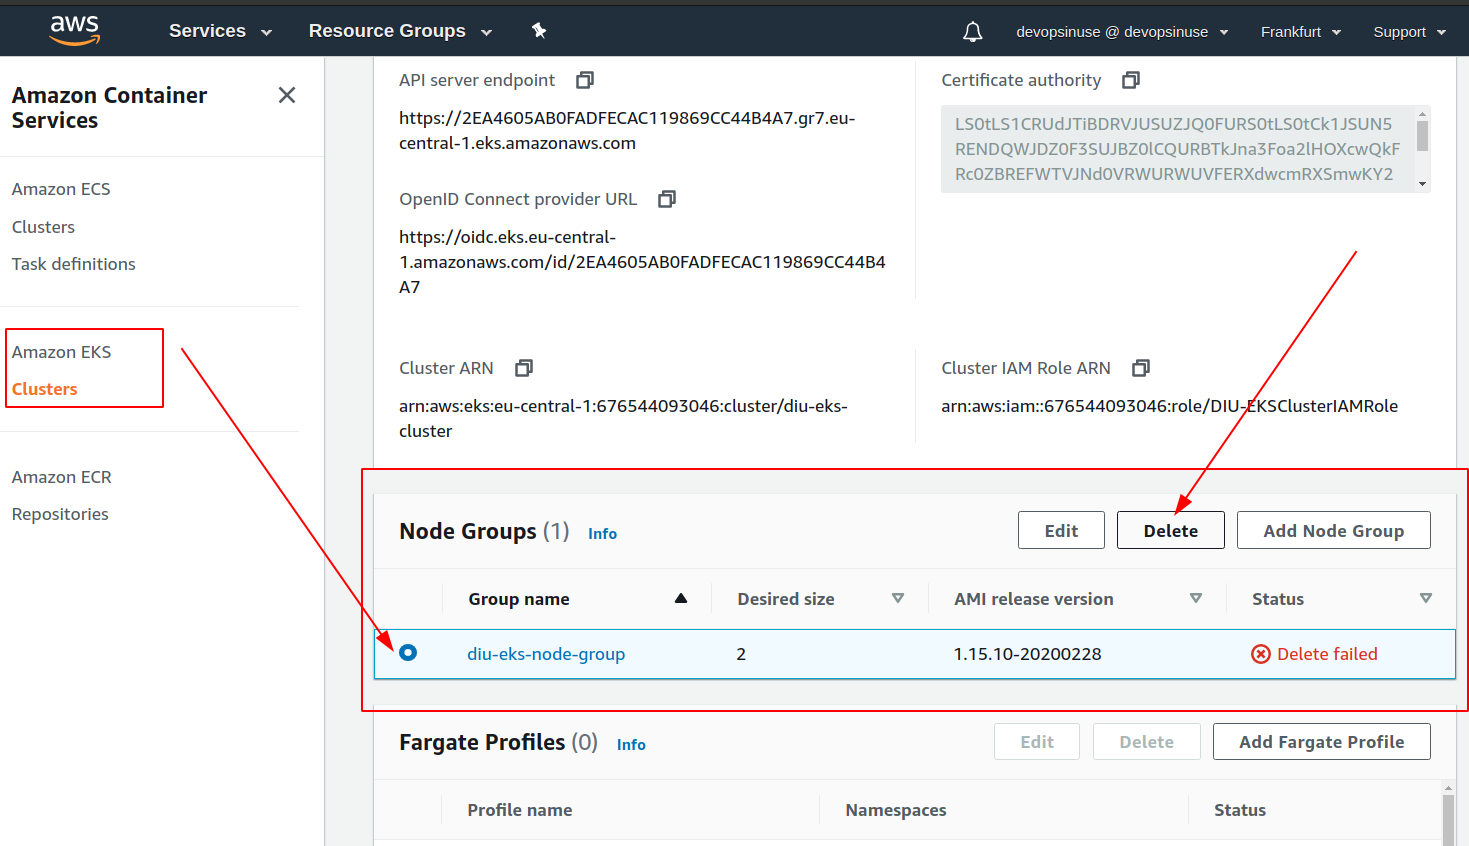 aws
Services
Resource Groups
devopsinuse @ devopsinuse
Frankfurt
Support
Amazon Container
Services
Amazon ECS
Clusters
Task definitions
Amazon EKS
Clusters
Amazon ECR
Repositories
API server endpoint
https://2EA4605AB0FADFECAC119869CC44B4A7.gr7.eu-
central-1.eks.amazonaws.com
OpenID Connect provider URL
https://oidc.eks.eu-central-
1.amazonaws.com/id/2EA4605AB0FADFECAC119869CC44B4
A7
Certificate authority
LS0tLS1CRUdJTiBDRVJUSUZJQ0FURS0tLS0tCk1JSUN5
RENDQWJDZ0F3SUJBZ0lCQURBTkJna3Foa2lHOXcwQkF
Rc0ZBREFWTVJNd0VRWURWUVFERXdwcmRXSmwKY2
Cluster ARN
arn:aws:eks:eu-central-1:676544093046:cluster/diu-eks-
cluster
Cluster IAM Role ARN
arn:aws:iam::676544093046:role/DIU-EKSClusterIAMRole
Node Groups (1) Info
Edit
Delete
Add Node Group
Group name
Desired size
AMI release version
Status
diu-eks-node-group
2
1.15.10-20200228
Delete failed
Fargate Profiles (0) Info
Edit
Delete
Add Fargate Profile
Profile name
Namespaces
Status